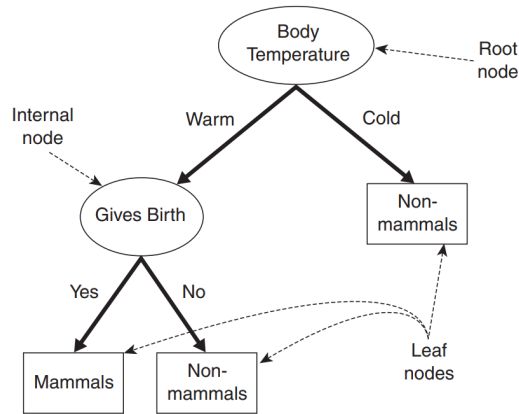 Body
Temperature
Root
node
Warm
Cold
Internal
node
Gives Birth
Non-
mammals
Yes
No
Mammals
Non-
mammals
Leaf
nodes